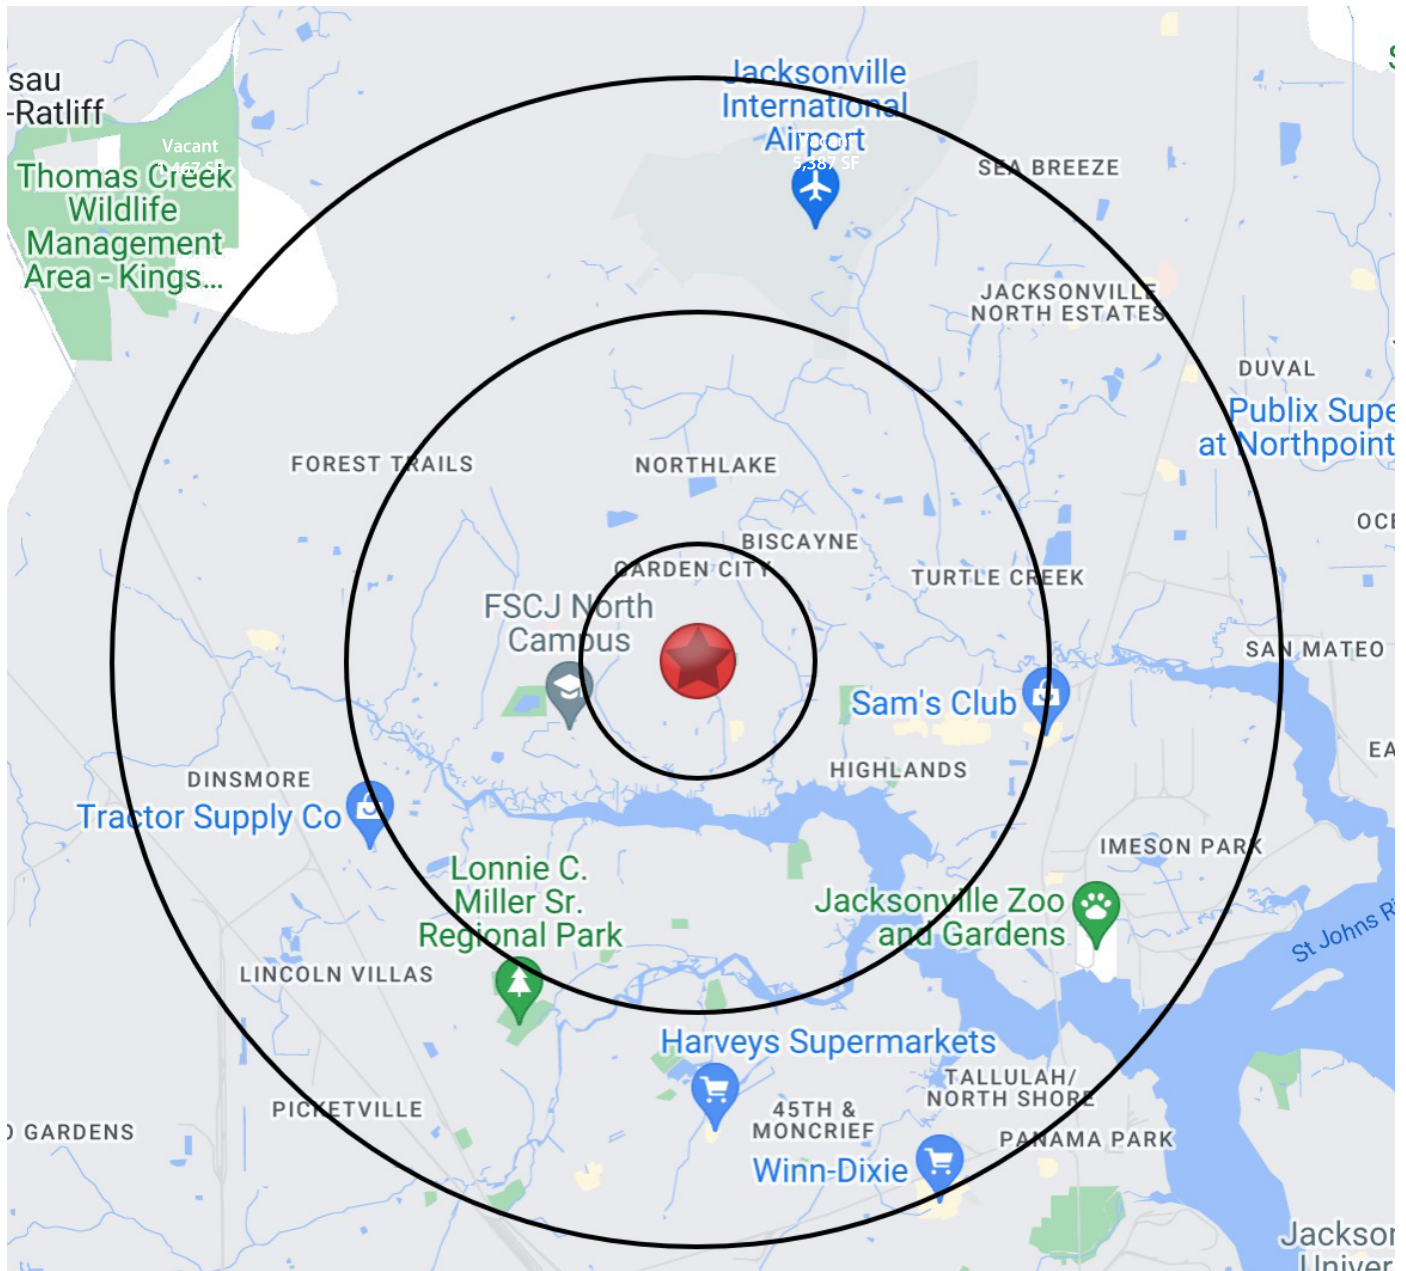 sau
-Ratliff
Vacant
Thomas Creek
Wildlife
Management
Area - Kings...
Jacksonville
International
Airport
5,387 SF
SEA BREEZE
JACKSONVILLE
NORTH ESTATES
DUVAL
Publix Supe
at Northpoint
FOREST TRAILS
NORTHLAKE
OCE
BISCAYNE
GARDEN CITY
TURTLE CREEK
FSCJ North
Campus
SAN MATEO
Sam's Club
EA
HIGHLANDS
DINSMORE
Tractor Supply Co
IMESON PARK
Lonnie C.
Miller Sr.
Regional Park
Jacksonville Zoo
and Gardens
St Johns Ri
LINCOLN VILLAS
Harveys Supermarkets
TALLULAH/
NORTH SHORE
PICKETVILLE
45TH &
MONCRIEF
O GARDENS
PANAMA PARK
Winn-Dixie
Jackson
Univer